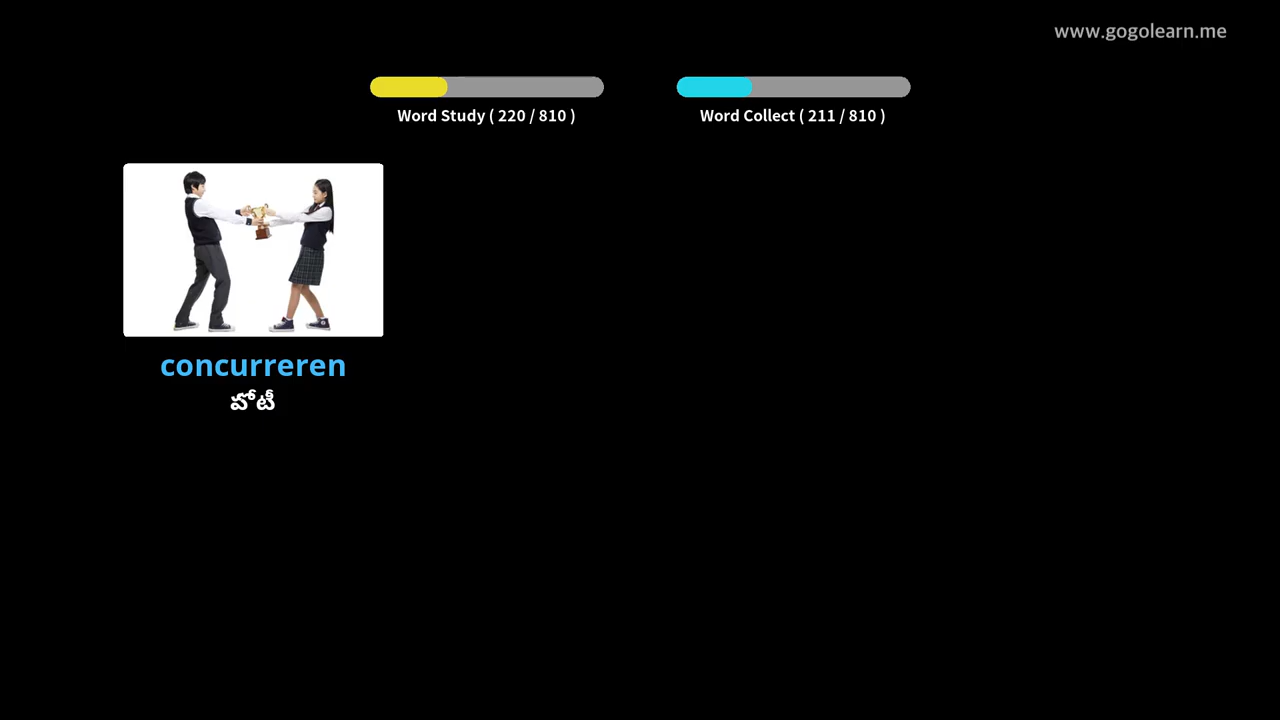 www.gogolearn.me
Word Study ( 220 / 810 )
Word Collect ( 211 / 810 )
concurreren
పోటీ